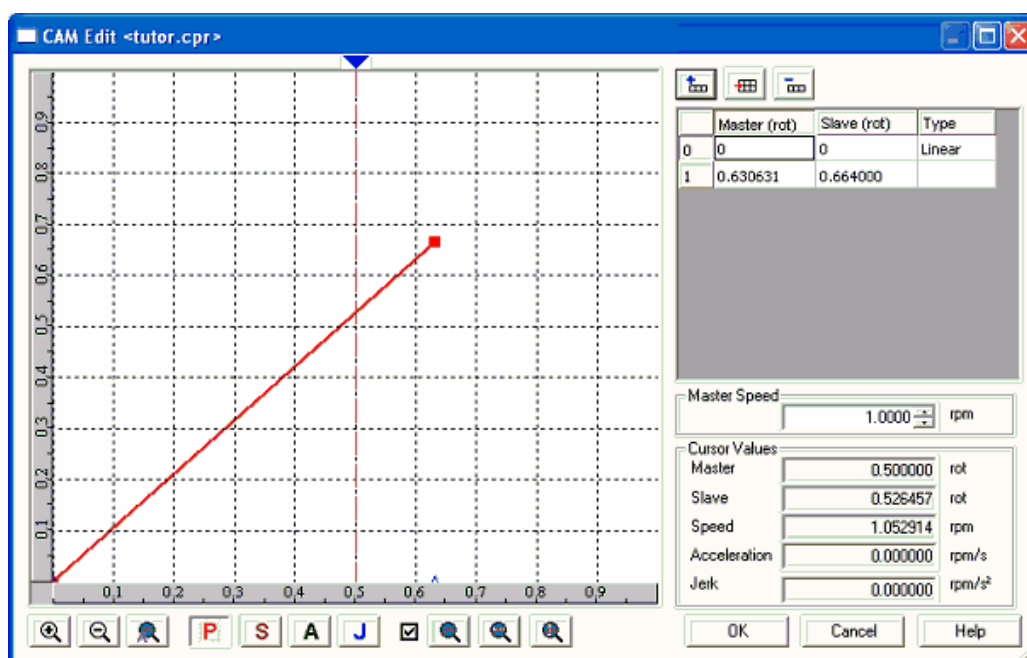 CAM Edit <tutor.cpr>
0,9
0,8
0,7
0,6
0,5
0,4
0,3
0,2
0,1
0,1 0,2 0,3 0,4 0,5 0,6 0,7 0,8 0,9
P S A J
Master (rot) Slave (rot) Type
0 0 0 Linear
1 0.630631 0.664000
Master Speed
1.0000 rpm
Cursor Values
Master 0.500000 rot
Slave 0.526457 rot
Speed 1.052914 rpm
Acceleration 0.000000 rpm/s
Jerk 0.000000 rpm/s²
OK Cancel Help